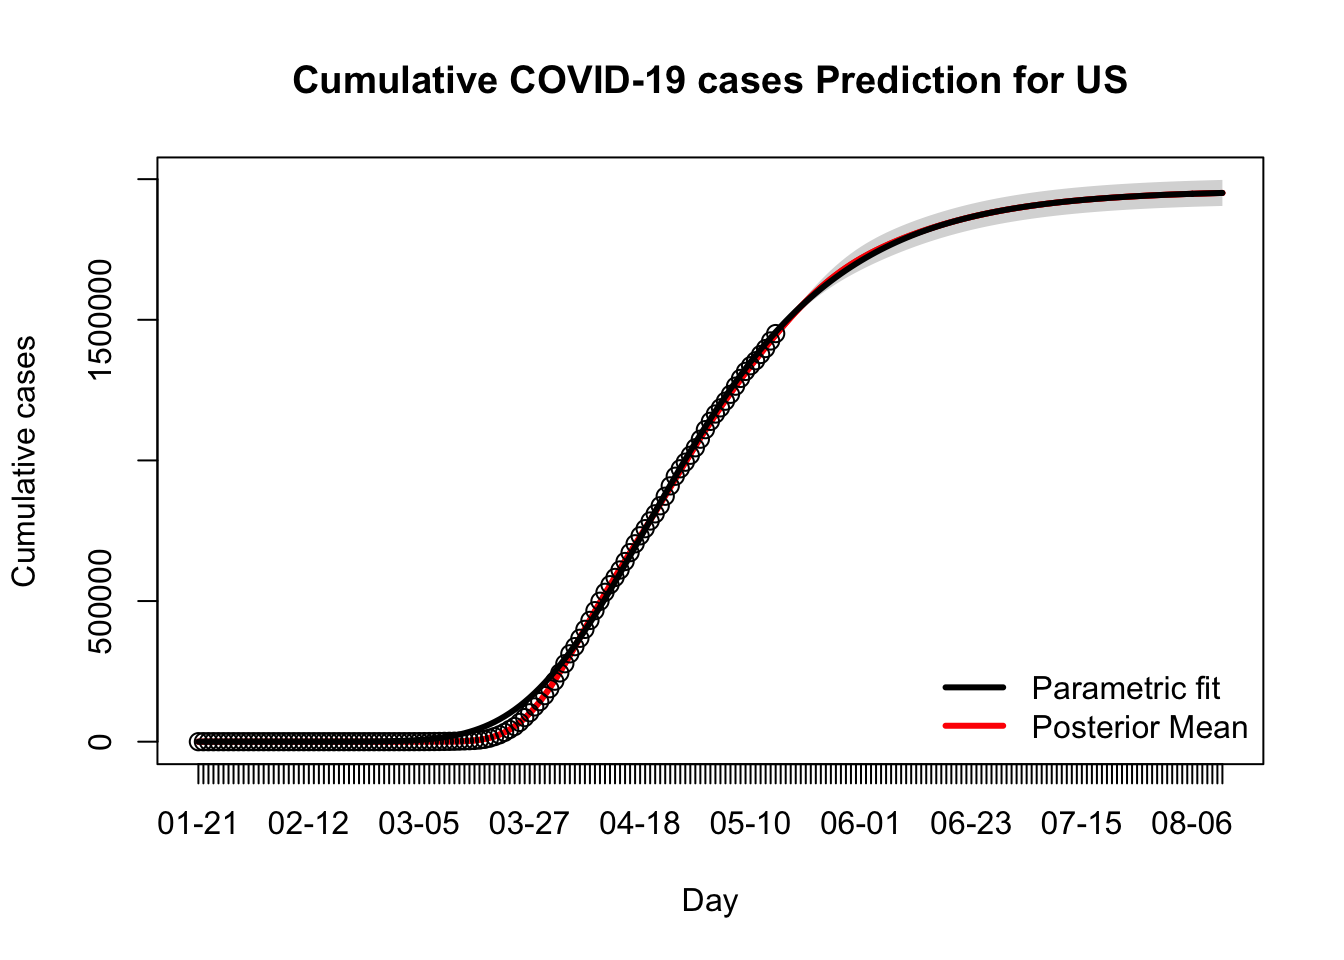 Cumulative COVID-19 cases Prediction for US
Cumulative cases
1500000
500000
0
Parametric fit
Posterior Mean
01-21 02-12 03-05 03-27 04-18 05-10 06-01 06-23 07-15 08-06
Day